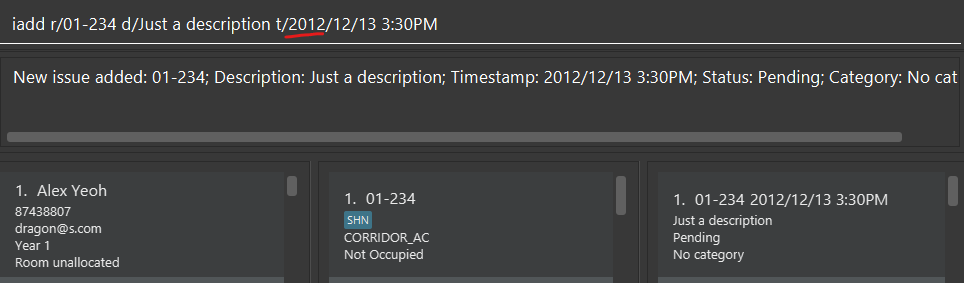 iadd r/01-234 d/Just a description t/2012/12/13 3:30PM
New issue added: 01-234; Description: Just a description; Timestamp: 2012/12/13 3:30PM; Status: Pending; Category: No cat
1. Alex Yeoh
87438807
dragon@s.com
Year 1
Room unallocated
1. 01-234
SHN
CORRIDOR_AC
Not Occupied
1. 01-234 2012/12/13 3:30PM
Just a description
Pending
No category